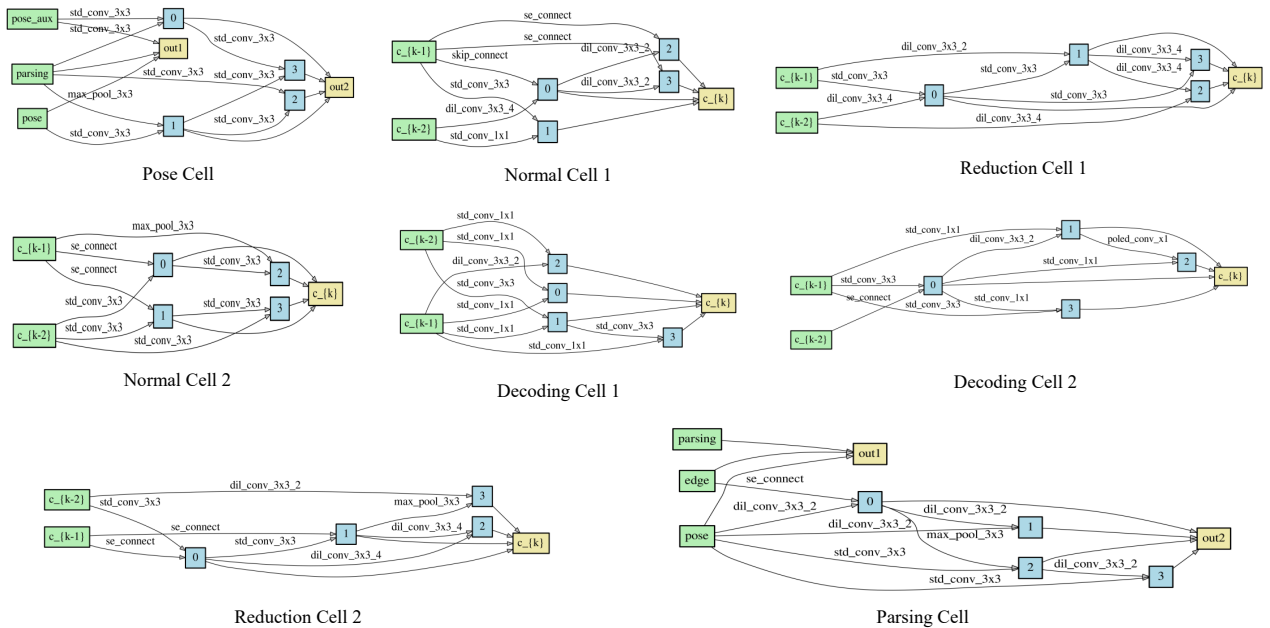 pose_aux
std_conv_3x3
std_conv_3x3
0
out1
parsing
std_conv_3x3
std_conv_3x3
3
out2
max_pool_3x3
2
pose
std_conv_3x3
1
std_conv_3x3
Pose Cell
se_connect
c_{k-1}
se_connect
skip_connect
dil_conv_3x3_2
2
std_conv_3x3
0
dil_conv_3x3_2
3
c_{k}
dil_conv_3x3_4
c_{k-2}
std_conv_1x1
1
Normal Cell 1
dil_conv_3x3_2
1
dil_conv_3x3_4
3
c_{k-1}
std_conv_3x3
std_conv_3x3
dil_conv_3x3_4
c_{k}
dil_conv_3x3_4
0
std_conv_3x3
2
c_{k-2}
dil_conv_3x3_4
Reduction Cell 1
max_pool_3x3
c_{k-1}
se_connect
0
std_conv_3x3
2
se_connect
c_{k}
std_conv_3x3
std_conv_3x3
3
1
c_{k-2}
std_conv_3x3
std_conv_3x3
Normal Cell 2
std_conv_1x1
c_{k-2}
std_conv_1x1
dil_conv_3x3_2
2
std_conv_3x3
0
c_{k}
std_conv_1x1
c_{k-1}
std_conv_1x1
1
std_conv_3x3
3
std_conv_1x1
Decoding Cell 1
std_conv_1x1
1
dil_conv_3x3_2
poled_conv_x1
std_conv_1x1
2
c_{k}
c_{k-1}
std_conv_3x3
0
se_connect
std_conv_3x3
std_conv_1x1
3
c_{k-2}
Decoding Cell 2
c_{k-2}
dil_conv_3x3_2
3
std_conv_3x3
max_pool_3x3
c_{k-1}
se_connect
1
dil_conv_3x3_4
2
se_connect
std_conv_3x3
c_{k}
0
dil_conv_3x3_4
Reduction Cell 2
parsing
out1
edge
se_connect
0
dil_conv_3x3_2
dil_conv_3x3_2
pose
dil_conv_3x3_2
1
max_pool_3x3
out2
std_conv_3x3
2
dil_conv_3x3_2
std_conv_3x3
3
Parsing Cell